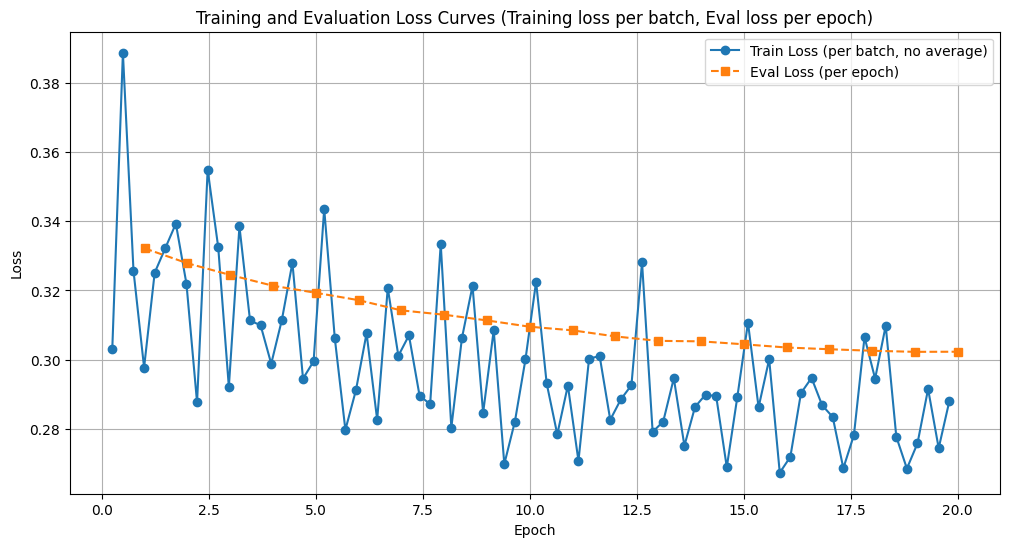 Training and Evaluation Loss Curves (Training loss per batch, Eval loss per epoch)
Train Loss (per batch, no average)
Eval Loss (per epoch)
Loss
0.38
0.36
0.34
0.32
0.30
0.28
0.0 2.5 5.0 7.5 10.0 12.5 15.0 17.5 20.0
Epoch